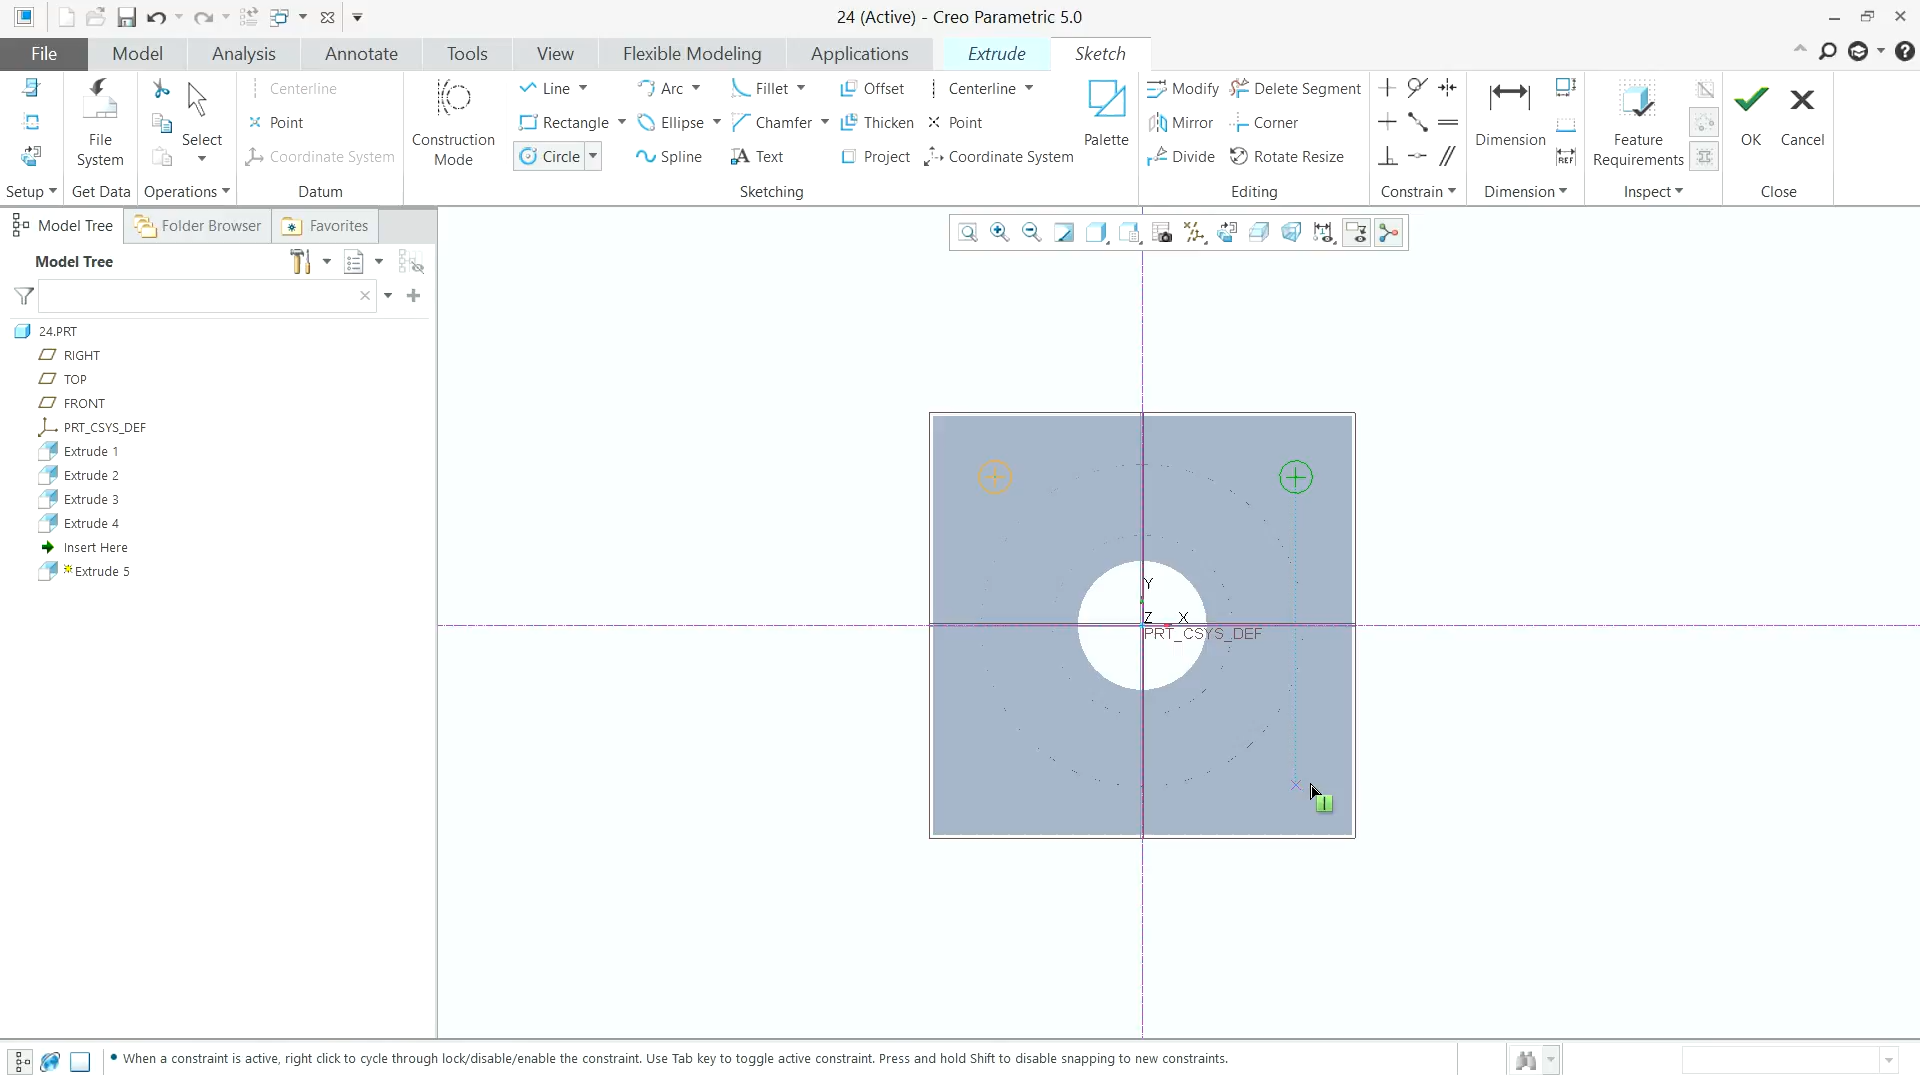 24 (Active) - Creo Parametric 5.0
File Model Analysis Annotate Tools View Flexible Modeling Applications Extrude Sketch
Centerline Line Arc Fillet Offset Centerline Modify Delete Segment
Point Rectangle Ellipse Chamfer Thicken Point Mirror Corner
File System Select Coordinate System Construction Mode Circle Spline Text Project Coordinate System Palette Divide Rotate Resize Dimension REF Feature Requirements OK Cancel
Setup Get Data Operations Datum Sketching Editing Constrain Dimension Inspect Close
Model Tree Folder Browser Favorites
Model Tree
24.PRT
RIGHT
TOP
FRONT
PRT_CSYS_DEF
Extrude 1
Extrude 2
Extrude 3
Extrude 4
Insert Here
Extrude 5
Y
Z X
PRT_CSYS_DEF
When a constraint is active, right click to cycle through lock/disable/enable the constraint. Use Tab key to toggle active constraint. Press and hold Shift to disable snapping to new constraints.